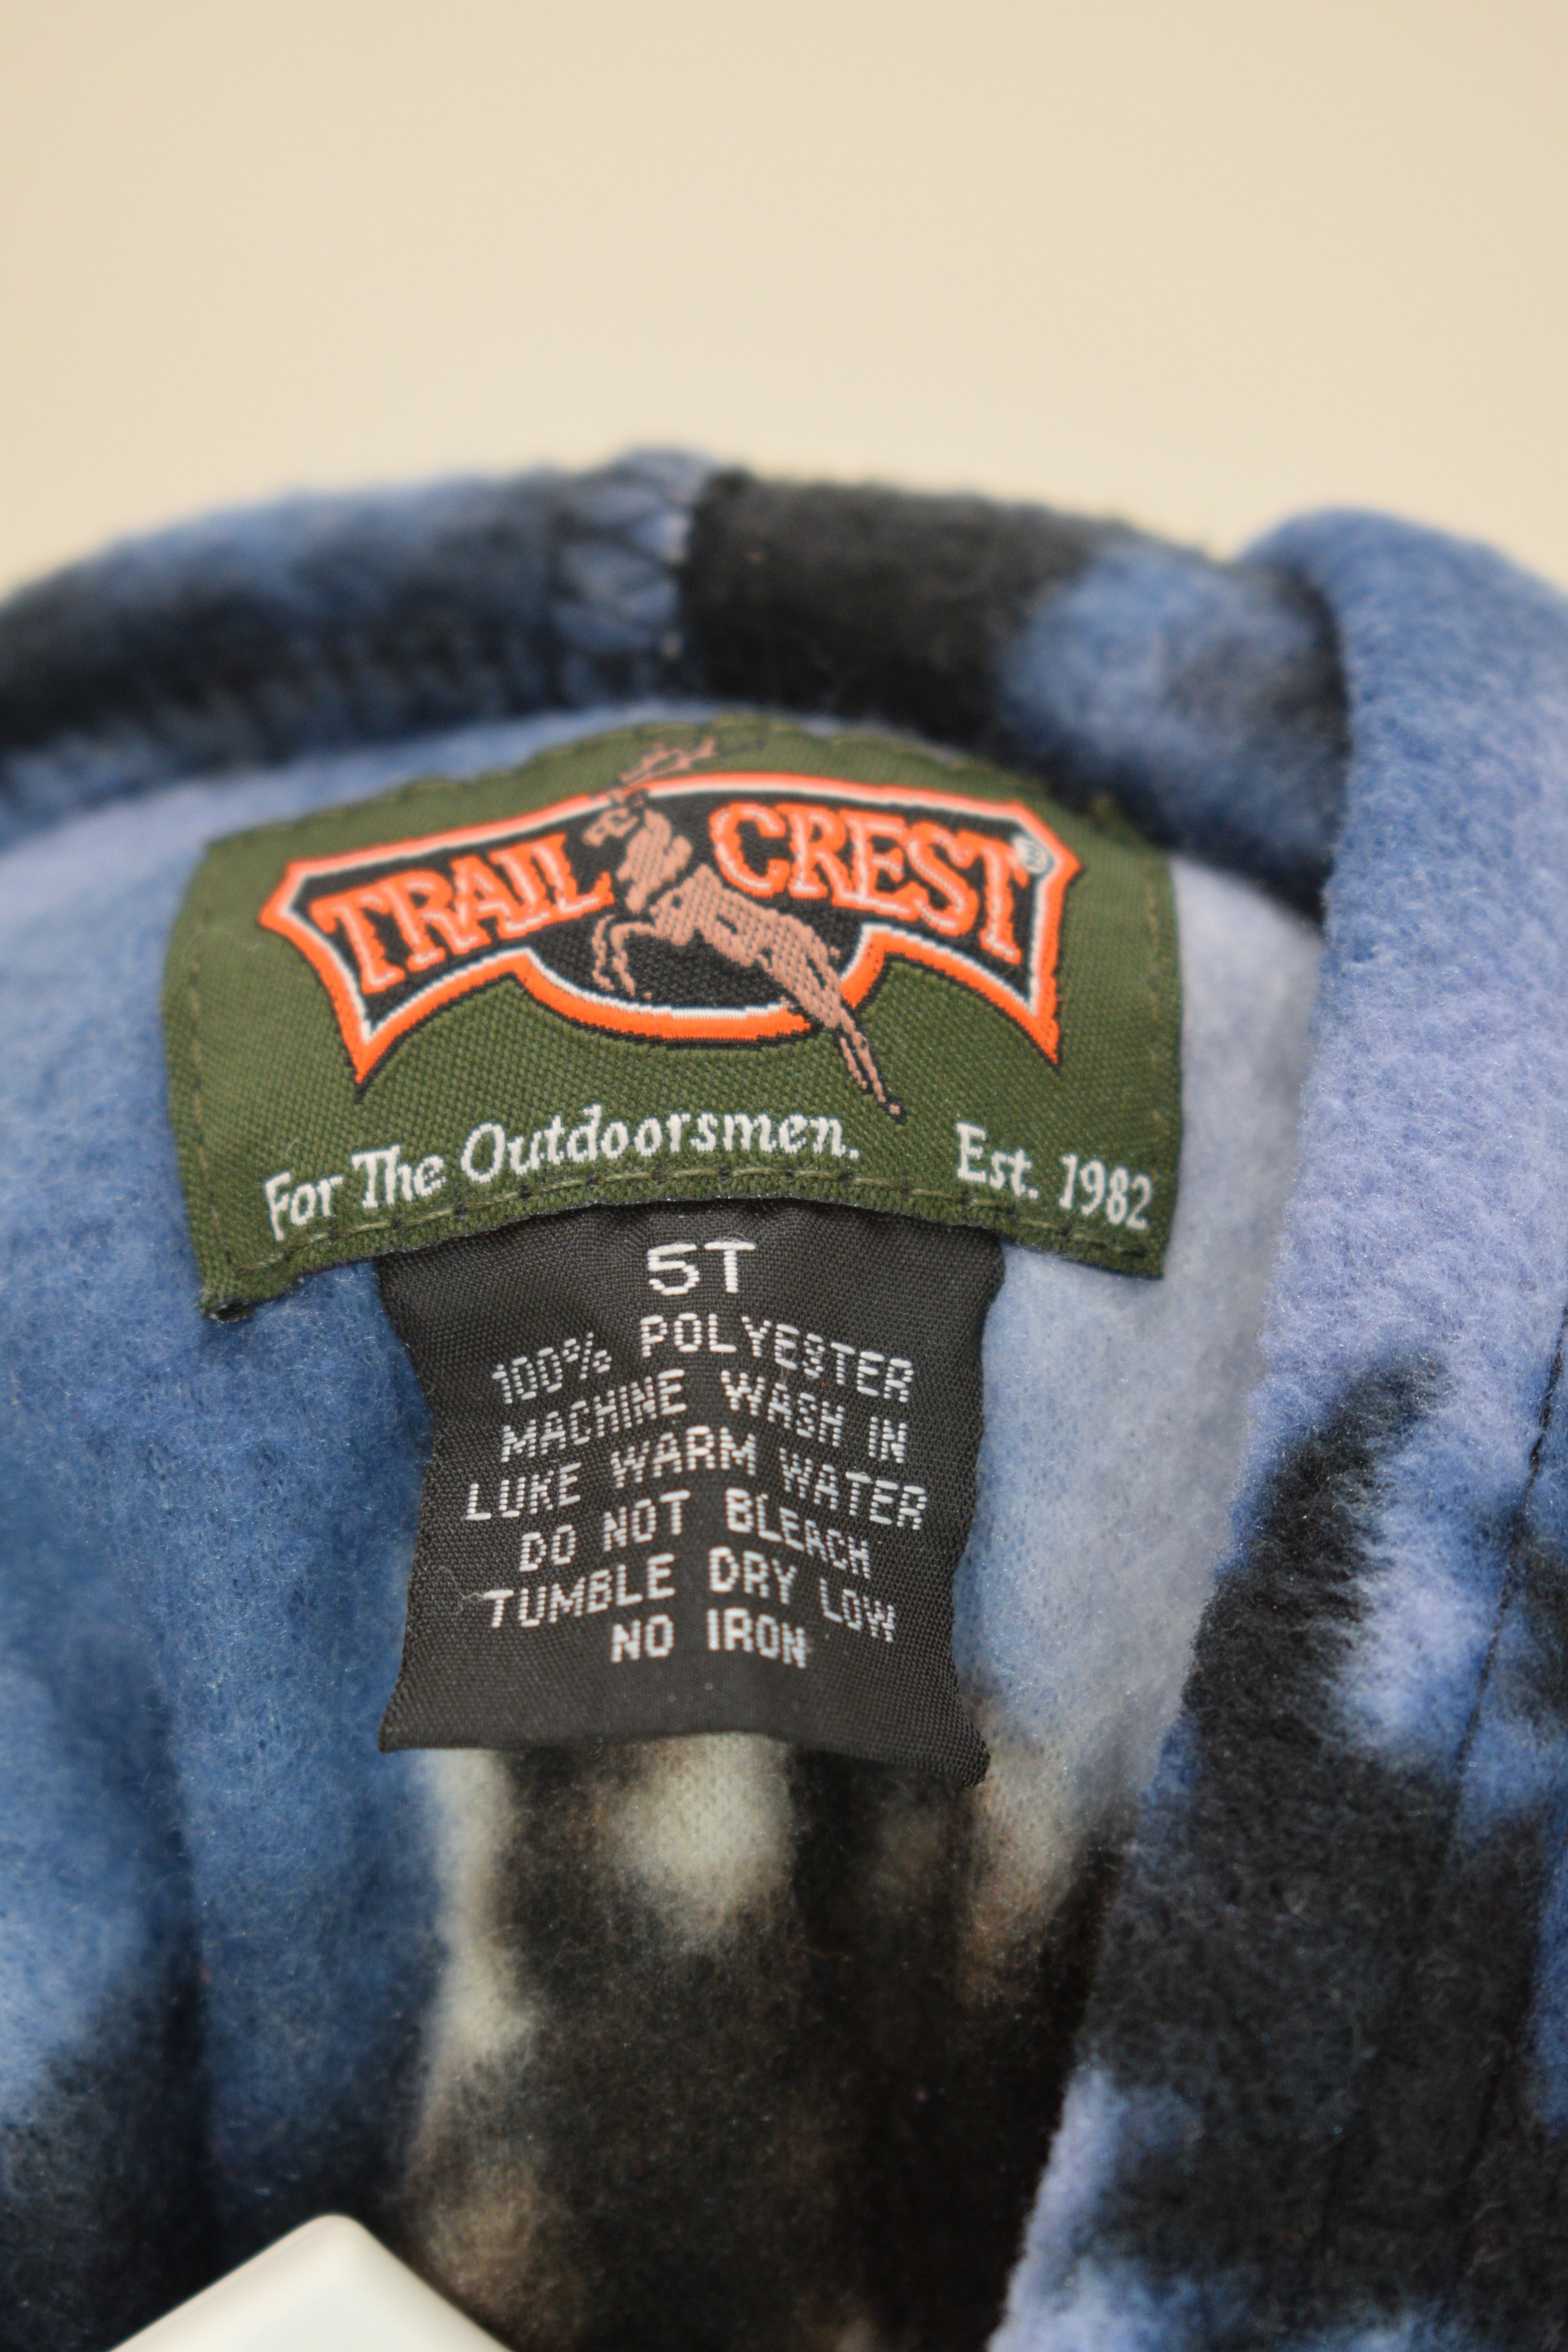 TRAIL CREST®
For The Outdoorsmen. Est. 1982
5T
100% POLYESTER
MACHINE WASH IN
LUKE WARM WATER
DO NOT BLEACH
TUMBLE DRY LOW
NO IRON